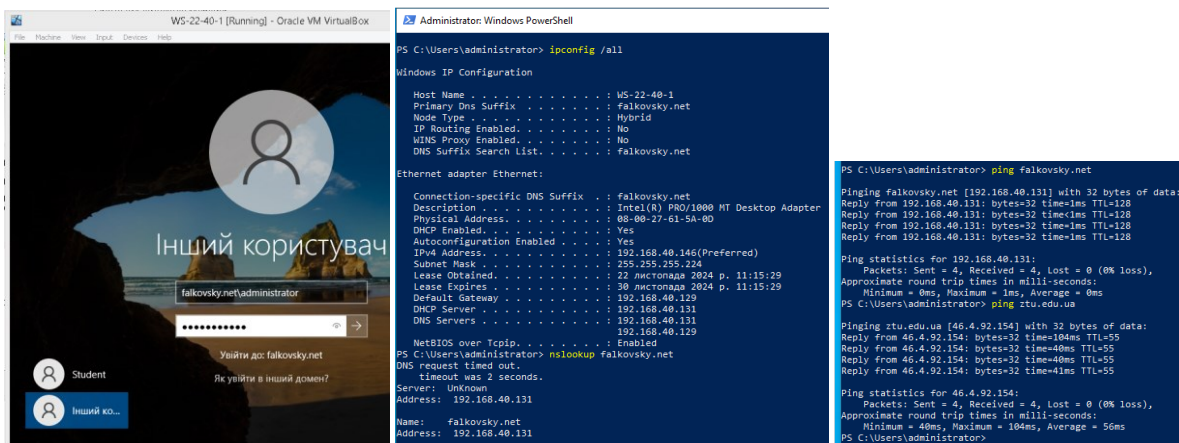 WS-22-40-1 [Running] - Oracle VM VirtualBox
File Machine View Input Devices Help
Інший користувач
falkovsky.net\administrator
Увійти до: falkovsky.net
Як увійти в інший домен?
Student
Інший ко...
Administrator: Windows PowerShell
PS C:\Users\administrator> ipconfig /all
Windows IP Configuration
Host Name . . . . . . . . . . . . : WS-22-40-1
Primary Dns Suffix  . . . . . . . : falkovsky.net
Node Type . . . . . . . . . . . . : Hybrid
IP Routing Enabled. . . . . . . . : No
WINS Proxy Enabled. . . . . . . . : No
DNS Suffix Search List. . . . . . : falkovsky.net
Ethernet adapter Ethernet:
Connection-specific DNS Suffix  . : falkovsky.net
Description . . . . . . . . . . . : Intel(R) PRO/1000 MT Desktop Adapter
Physical Address. . . . . . . . . : 08-00-27-61-5A-0D
DHCP Enabled. . . . . . . . . . . : Yes
Autoconfiguration Enabled . . . . : Yes
IPv4 Address. . . . . . . . . . . : 192.168.40.146(Preferred)
Subnet Mask . . . . . . . . . . . : 255.255.255.224
Lease Obtained. . . . . . . . . . : 22 листопада 2024 р. 11:15:29
Lease Expires . . . . . . . . . . : 30 листопада 2024 р. 11:15:29
Default Gateway . . . . . . . . . : 192.168.40.129
DHCP Server . . . . . . . . . . . : 192.168.40.131
DNS Servers . . . . . . . . . . . : 192.168.40.131
192.168.40.129
NetBIOS over Tcpip. . . . . . . . : Enabled
PS C:\Users\administrator> nslookup falkovsky.net
DNS request timed out.
timeout was 2 seconds.
Server:  UnKnown
Address:  192.168.40.131
Name:    falkovsky.net
Address:  192.168.40.131
PS C:\Users\administrator> ping falkovsky.net
Pinging falkovsky.net [192.168.40.131] with 32 bytes of data:
Reply from 192.168.40.131: bytes=32 time=1ms TTL=128
Reply from 192.168.40.131: bytes=32 time<1ms TTL=128
Reply from 192.168.40.131: bytes=32 time=1ms TTL=128
Reply from 192.168.40.131: bytes=32 time=1ms TTL=128
Ping statistics for 192.168.40.131:
Packets: Sent = 4, Received = 4, Lost = 0 (0% loss),
Approximate round trip times in milli-seconds:
Minimum = 0ms, Maximum = 1ms, Average = 0ms
PS C:\Users\administrator> ping ztu.edu.ua
Pinging ztu.edu.ua [46.4.92.154] with 32 bytes of data:
Reply from 46.4.92.154: bytes=32 time=104ms TTL=55
Reply from 46.4.92.154: bytes=32 time=40ms TTL=55
Reply from 46.4.92.154: bytes=32 time=40ms TTL=55
Reply from 46.4.92.154: bytes=32 time=41ms TTL=55
Ping statistics for 46.4.92.154:
Packets: Sent = 4, Received = 4, Lost = 0 (0% loss),
Approximate round trip times in milli-seconds:
Minimum = 40ms, Maximum = 104ms, Average = 56ms
PS C:\Users\administrator>